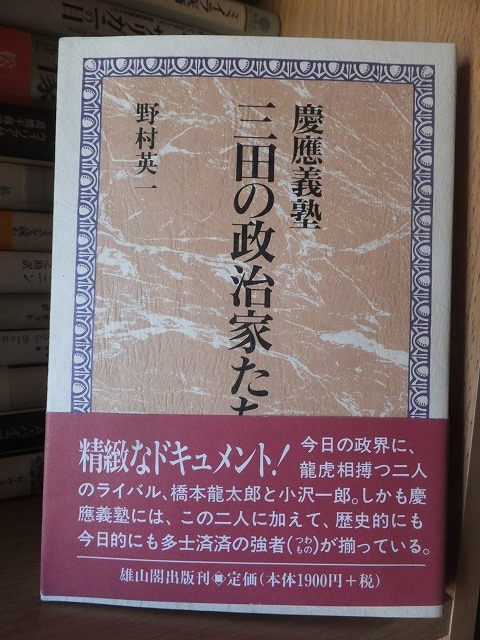 慶應義塾
三田の政治家たち
野村英一
精緻なドキュメント!
今日の政界に、
龍虎相搏つ二人
のライバル、橋本龍太郎と小沢一郎。しかも慶
應義塾には、この二人に加えて、歴史的にも
今日的にも多士済済の強者(つわもの)が揃っている。
雄山閣出版刊 定価(本体1900円+税)